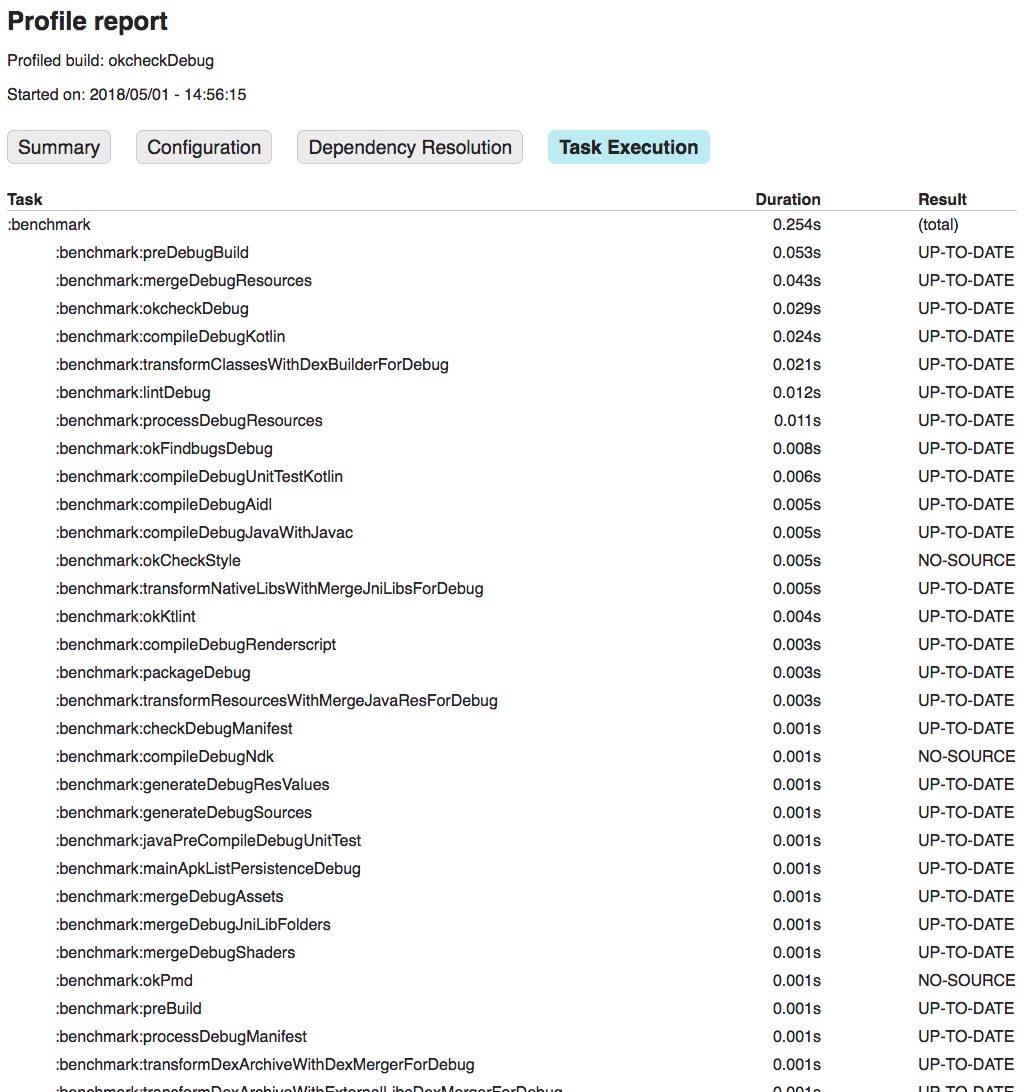 Profile report
Profiled build: okcheckDebug
Started on: 2018/05/01 - 14:56:15
Summary Configuration Dependency Resolution Task Execution
Task Duration Result
:benchmark 0.254s (total)
:benchmark:preDebugBuild 0.053s UP-TO-DATE
:benchmark:mergeDebugResources 0.043s UP-TO-DATE
:benchmark:okcheckDebug 0.029s UP-TO-DATE
:benchmark:compileDebugKotlin 0.024s UP-TO-DATE
:benchmark:transformClassesWithDexBuilderForDebug 0.021s UP-TO-DATE
:benchmark:lintDebug 0.012s UP-TO-DATE
:benchmark:processDebugResources 0.011s UP-TO-DATE
:benchmark:okFindbugsDebug 0.008s UP-TO-DATE
:benchmark:compileDebugUnitTestKotlin 0.006s UP-TO-DATE
:benchmark:compileDebugAidl 0.005s UP-TO-DATE
:benchmark:compileDebugJavaWithJavac 0.005s UP-TO-DATE
:benchmark:okCheckStyle 0.005s NO-SOURCE
:benchmark:transformNativeLibsWithMergeJniLibsForDebug 0.005s UP-TO-DATE
:benchmark:okKtlint 0.004s UP-TO-DATE
:benchmark:compileDebugRenderscript 0.003s UP-TO-DATE
:benchmark:packageDebug 0.003s UP-TO-DATE
:benchmark:transformResourcesWithMergeJavaResForDebug 0.003s UP-TO-DATE
:benchmark:checkDebugManifest 0.001s UP-TO-DATE
:benchmark:compileDebugNdk 0.001s NO-SOURCE
:benchmark:generateDebugResValues 0.001s UP-TO-DATE
:benchmark:generateDebugSources 0.001s UP-TO-DATE
:benchmark:javaPreCompileDebugUnitTest 0.001s UP-TO-DATE
:benchmark:mainApkListPersistenceDebug 0.001s UP-TO-DATE
:benchmark:mergeDebugAssets 0.001s UP-TO-DATE
:benchmark:mergeDebugJniLibFolders 0.001s UP-TO-DATE
:benchmark:mergeDebugShaders 0.001s UP-TO-DATE
:benchmark:okPmd 0.001s NO-SOURCE
:benchmark:preBuild 0.001s UP-TO-DATE
:benchmark:processDebugManifest 0.001s UP-TO-DATE
:benchmark:transformDexArchiveWithDexMergerForDebug 0.001s UP-TO-DATE
:benchmark:transformDexArchiveWithExternalLibsDexMergerForDebug 0.001s UP-TO-DATE